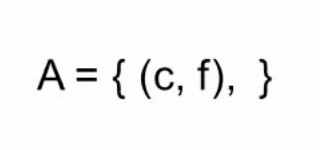 A = { (c, f), }